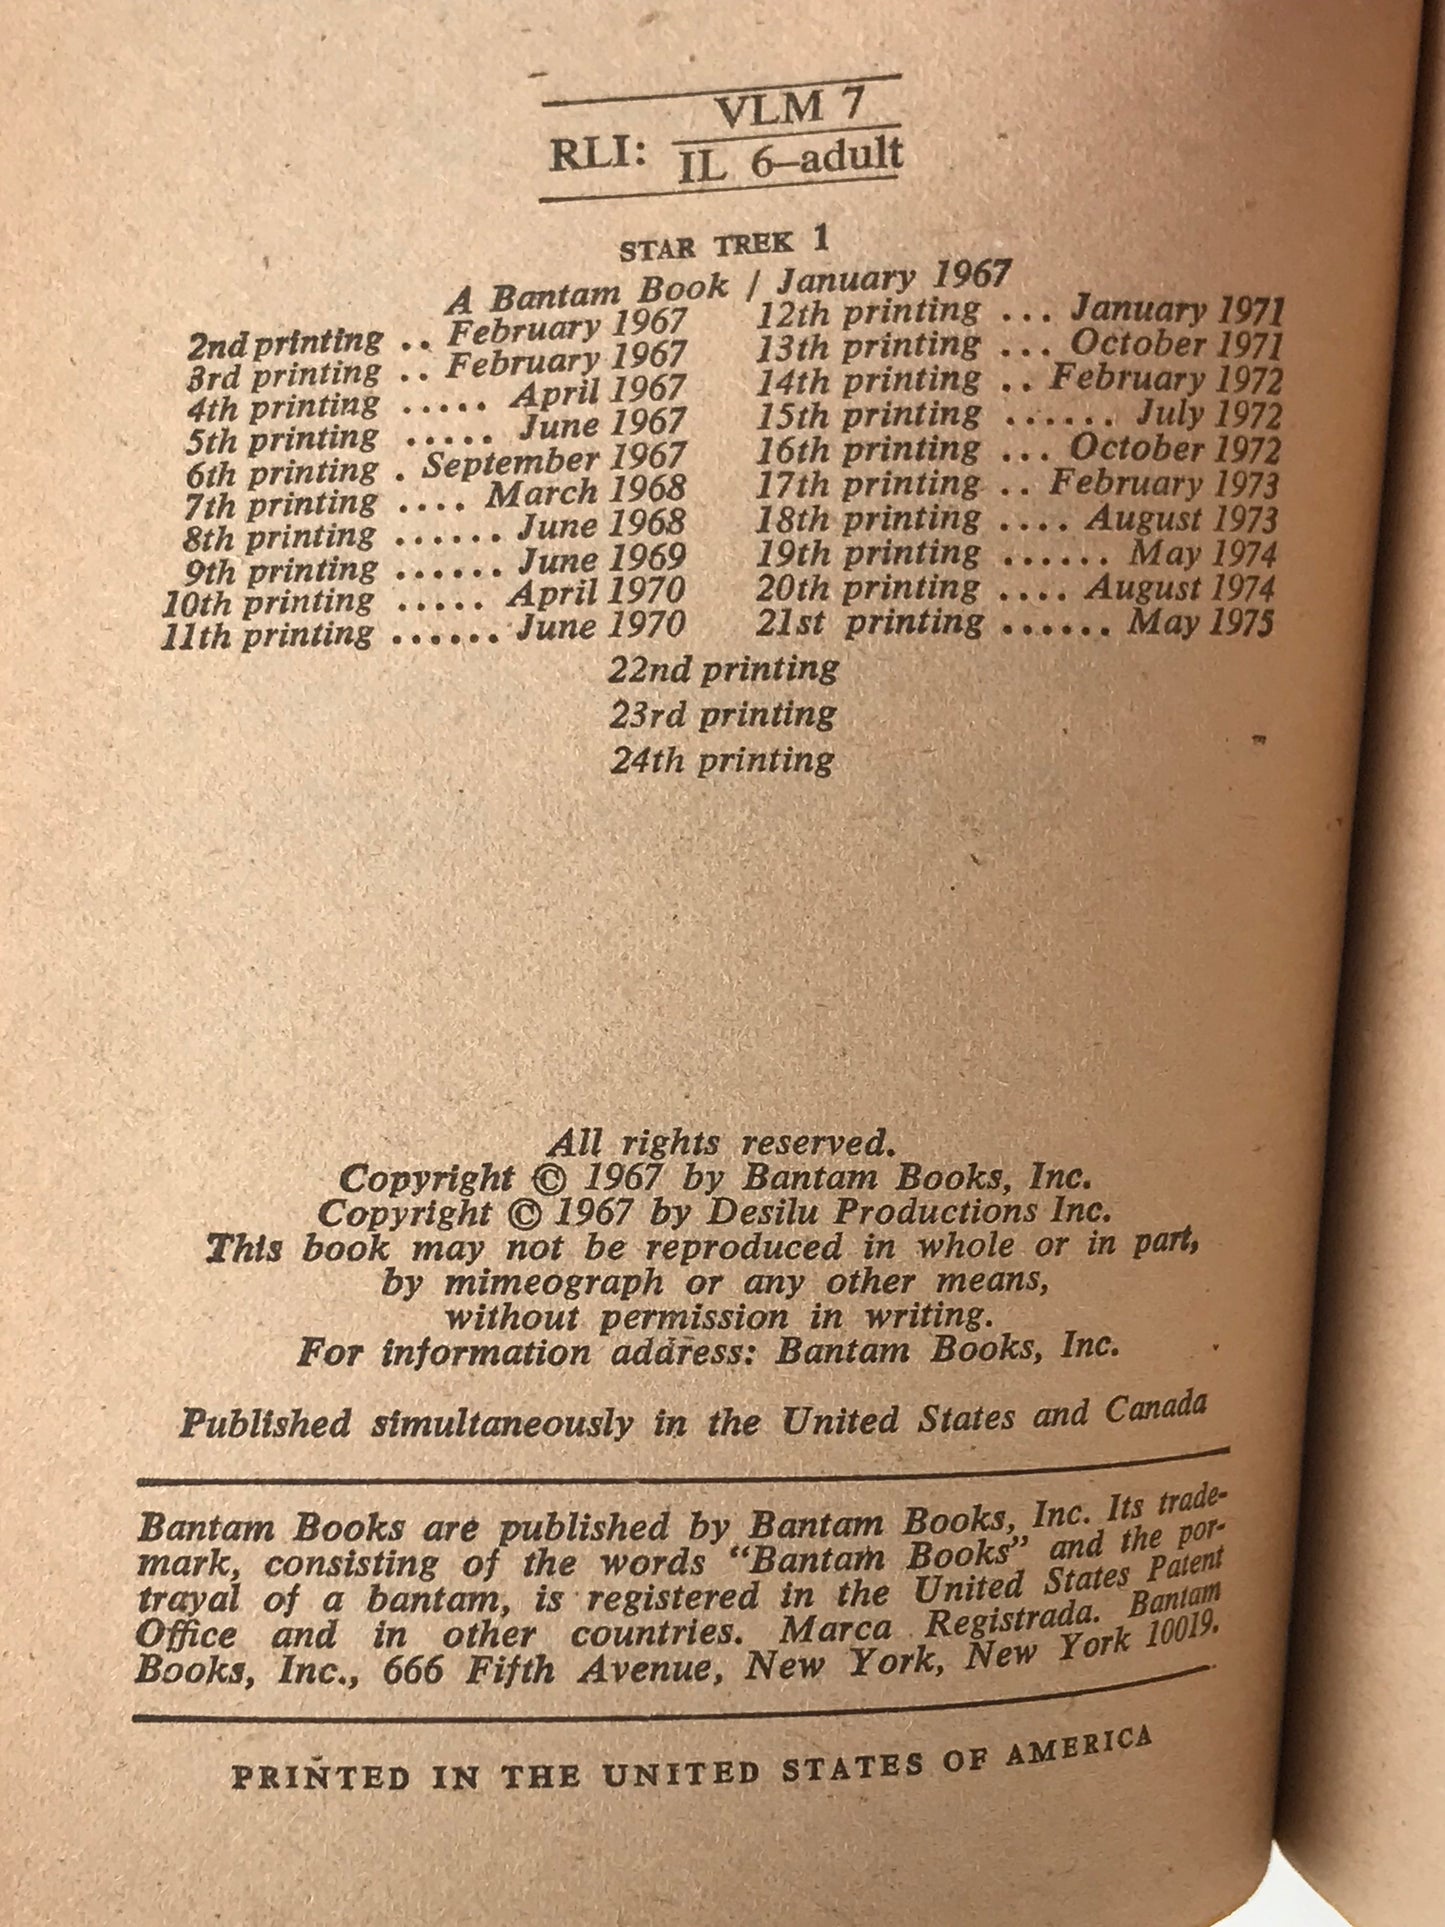 VLM 7
RLI:
IL 6–adult
STAR TREK 1
A Bantam Book / January 1967
2nd printing .. February 1967
3rd printing .. February 1967
4th printing ..... April 1967
5th printing ..... June 1967
6th printing . September 1967
7th printing .... March 1968
8th printing ...... June 1968
9th printing ...... June 1969
10th printing ..... April 1970
11th printing ...... June 1970
12th printing ... January 1971
13th printing ... October 1971
14th printing .. February 1972
15th printing ...... July 1972
16th printing ... October 1972
17th printing .. February 1973
18th printing .... August 1973
19th printing ...... May 1974
20th printing .... August 1974
21st printing ...... May 1975
22nd printing
23rd printing
24th printing
All rights reserved.
Copyright © 1967 by Bantam Books, Inc.
Copyright © 1967 by Desilu Productions Inc.
This book may not be reproduced in whole or in part,
by mimeograph or any other means,
without permission in writing.
For information address: Bantam Books, Inc.
Published simultaneously in the United States and Canada
Bantam Books are published by Bantam Books, Inc. Its trade-
mark, consisting of the words "Bantam Books" and the por-
trayal of a bantam, is registered in the United States Patent
Office and in other countries. Marca Registrada. Bantam
Books, Inc., 666 Fifth Avenue, New York, New York 10019.
PRINTED IN THE UNITED STATES OF AMERICA